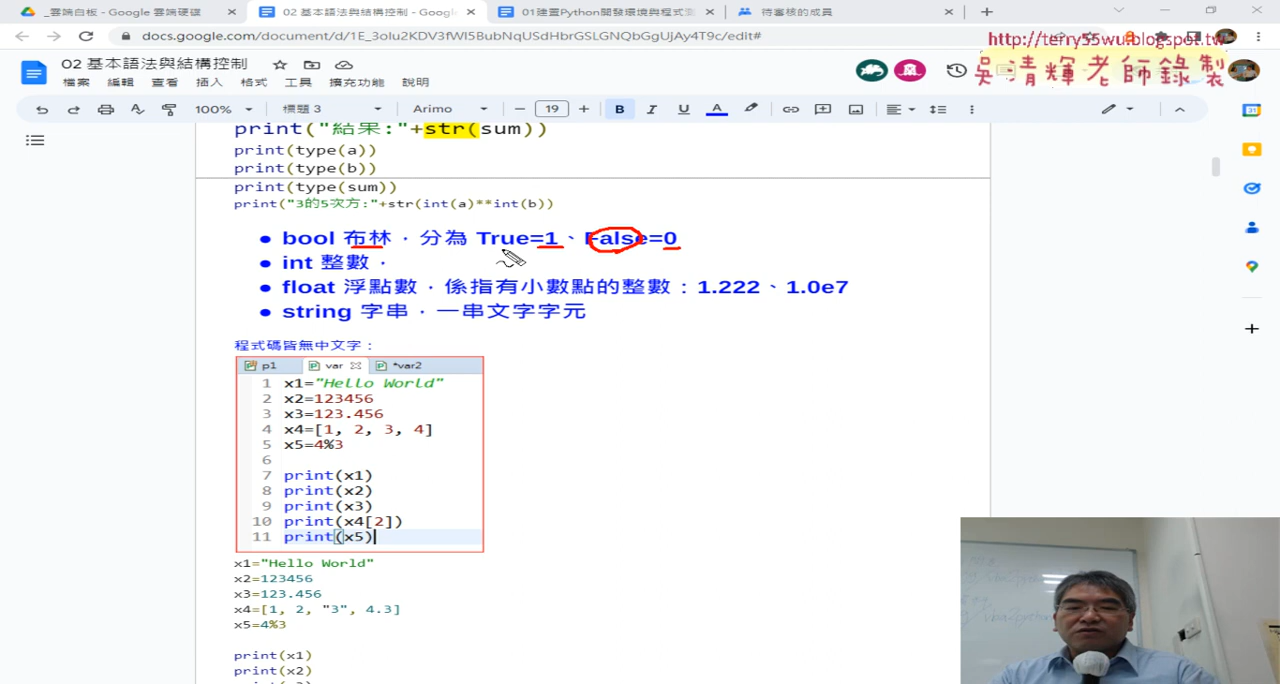 _雲端白板 - Google 雲端硬碟
02 基本語法與結構控制 - Googl
01建置Python開發環境與程式測
待審核的成員
docs.google.com/document/d/1E_3oIu2KDV3fWI5BubNqUSdHbrGSLGNQbGgUjAy4T9c/edit#
http://terry55wu.blogspot.tw
吳清輝老師錄製
02 基本語法與結構控制
檔案 編輯 查看 插入 格式 工具 擴充功能 說明
100% 標題 3 Arimo 19 B I U A
print("結果:"+str(sum))
print(type(a))
print(type(b))
print(type(sum))
print("3的5次方:"+str(int(a)**int(b))
● bool 布林，分為 True=1、False=0
● int 整數，
● float 浮點數，係指有小數點的整數：1.222、1.0e7
● string 字串，一串文字字元
程式碼皆無中文字：
p1 var *var2
1 x1="Hello World"
2 x2=123456
3 x3=123.456
4 x4=[1, 2, 3, 4]
5 x5=4%3
6
7 print(x1)
8 print(x2)
9 print(x3)
10 print(x4[2])
11 print(x5)
x1="Hello World"
x2=123456
x3=123.456
x4=[1, 2, "3", 4.3]
x5=4%3
print(x1)
print(x2)